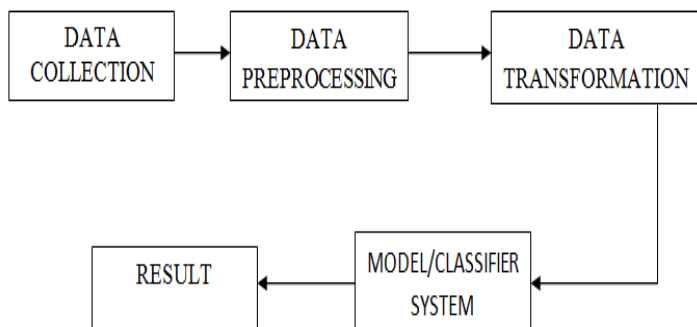 DATA
COLLECTION
DATA
PREPROCESSING
DATA
TRANSFORMATION
MODEL/CLASSIFIER
SYSTEM
RESULT